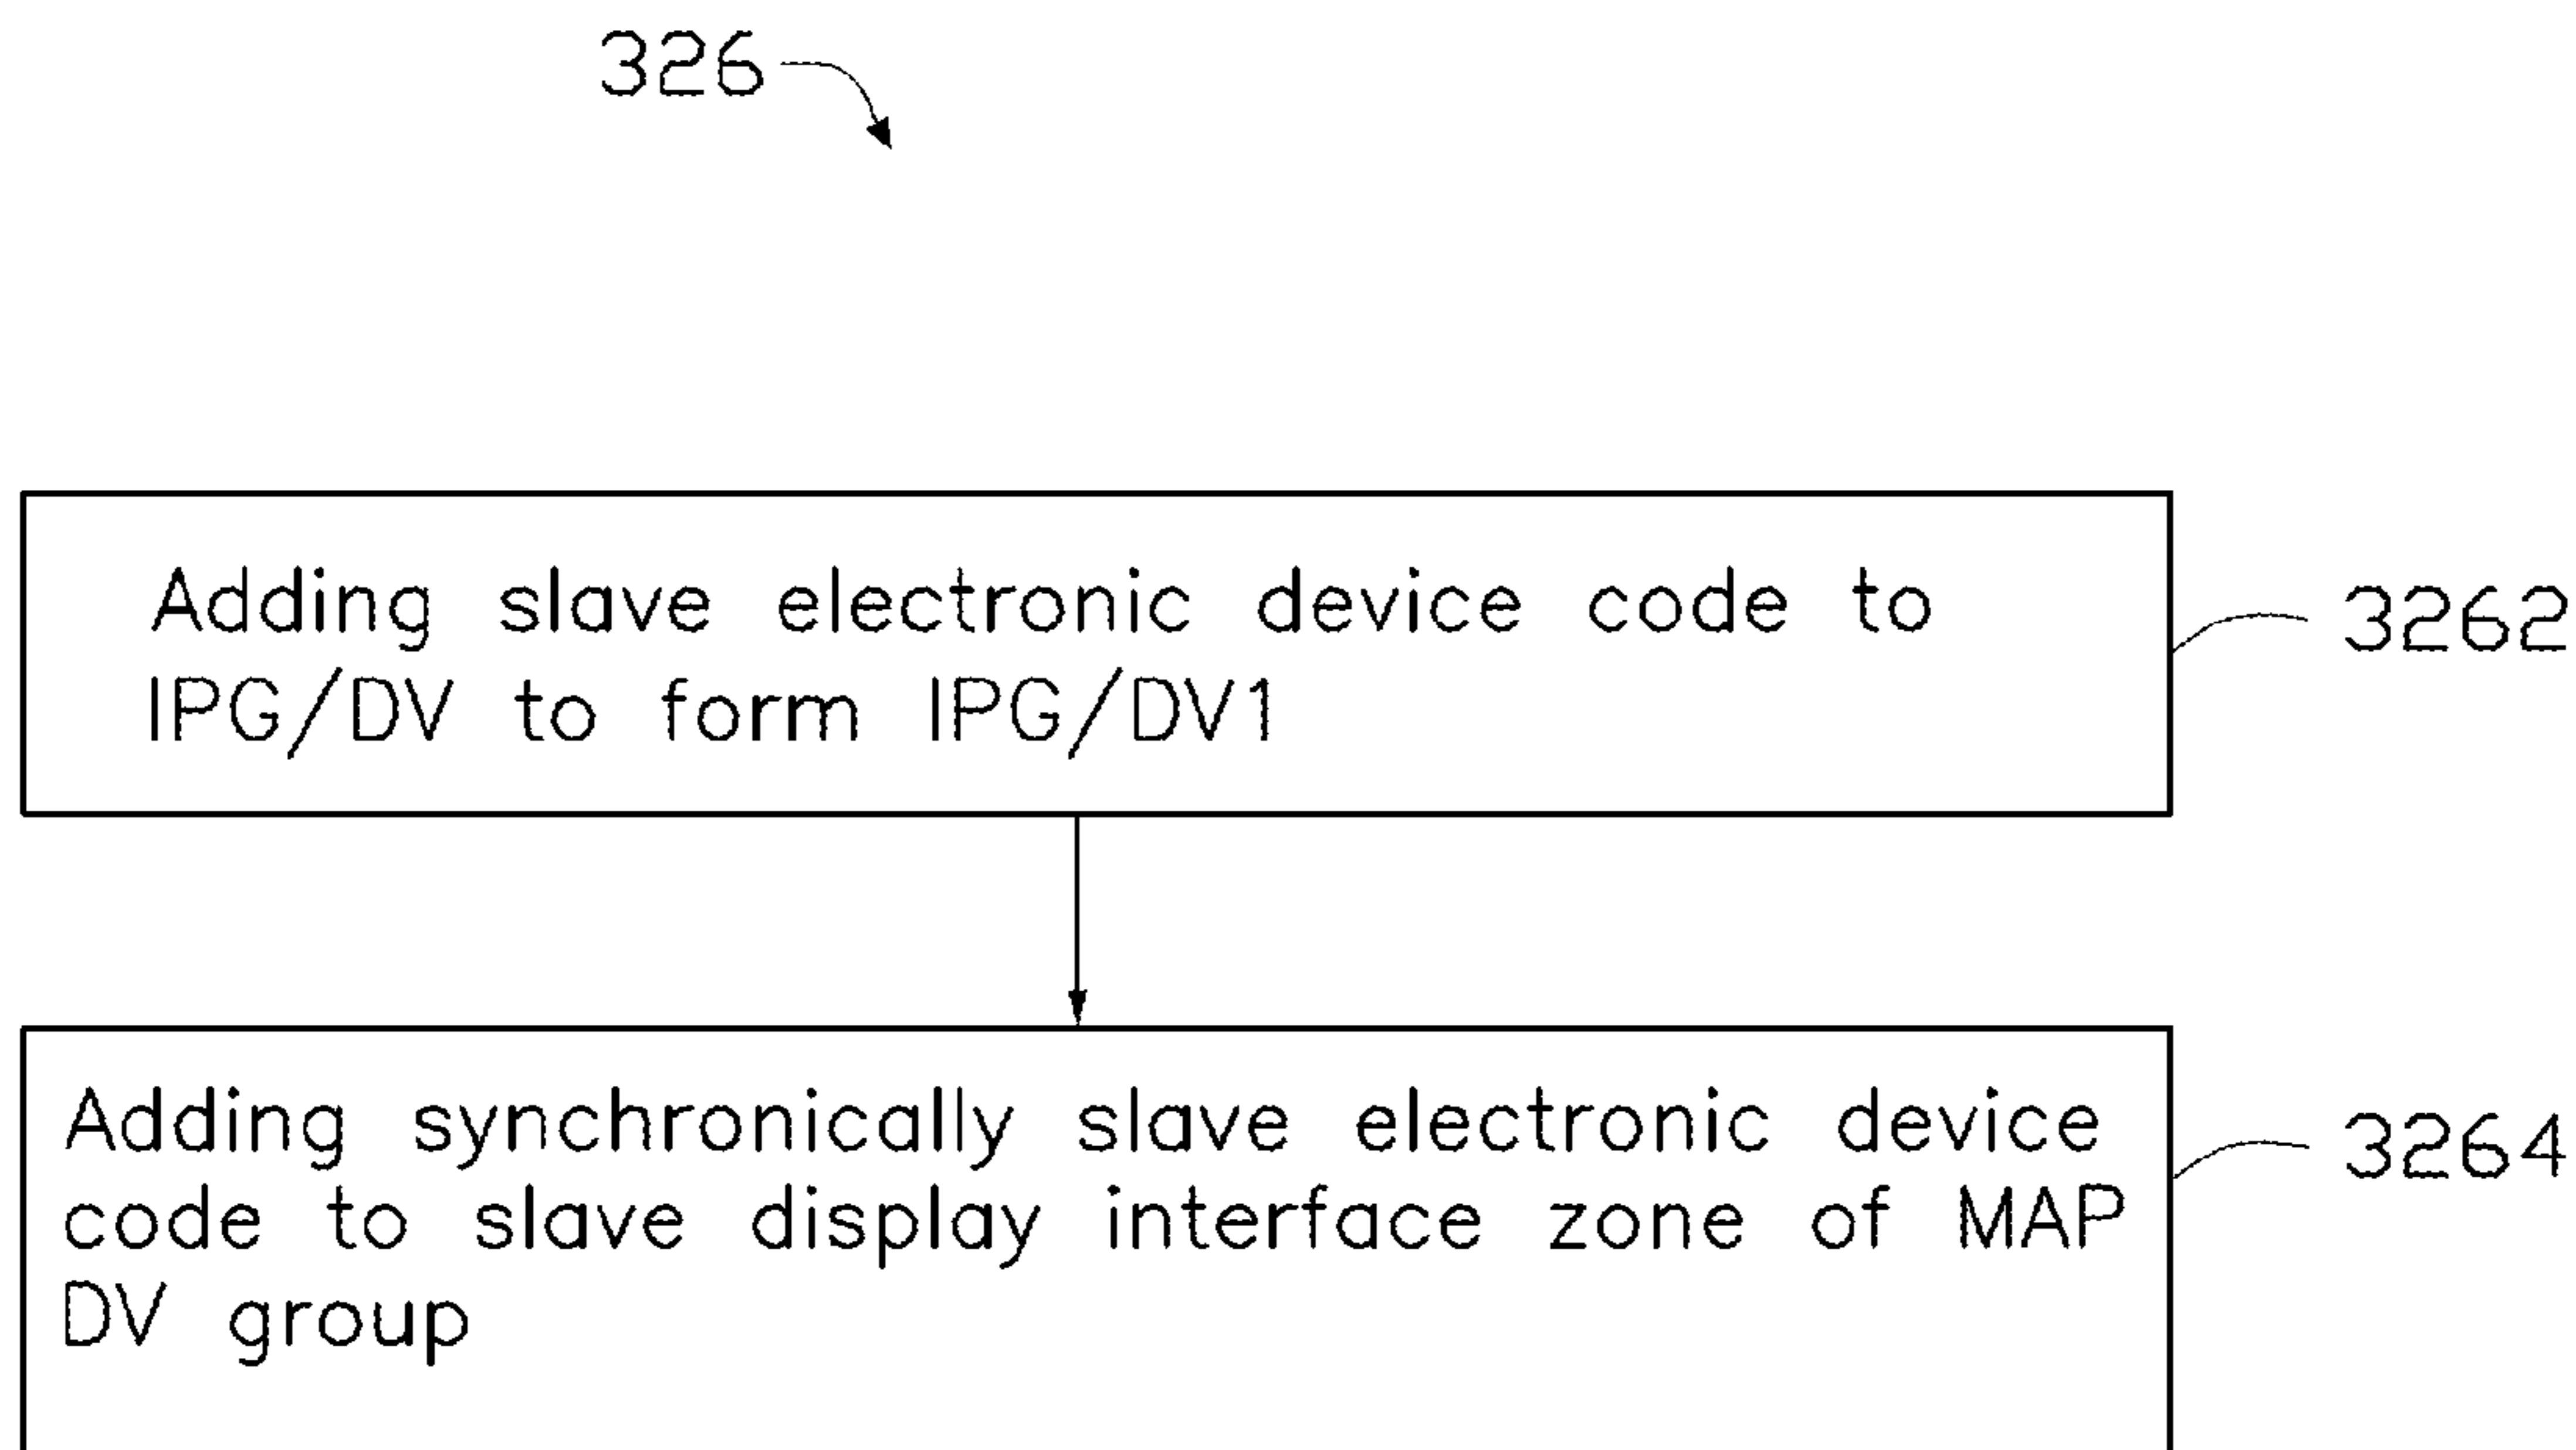 326
Adding slave electronic device code to
IPG/DV to form IPG/DV1
3262
Adding synchronically slave electronic device
code to slave display interface zone of MAP
DV group
3264